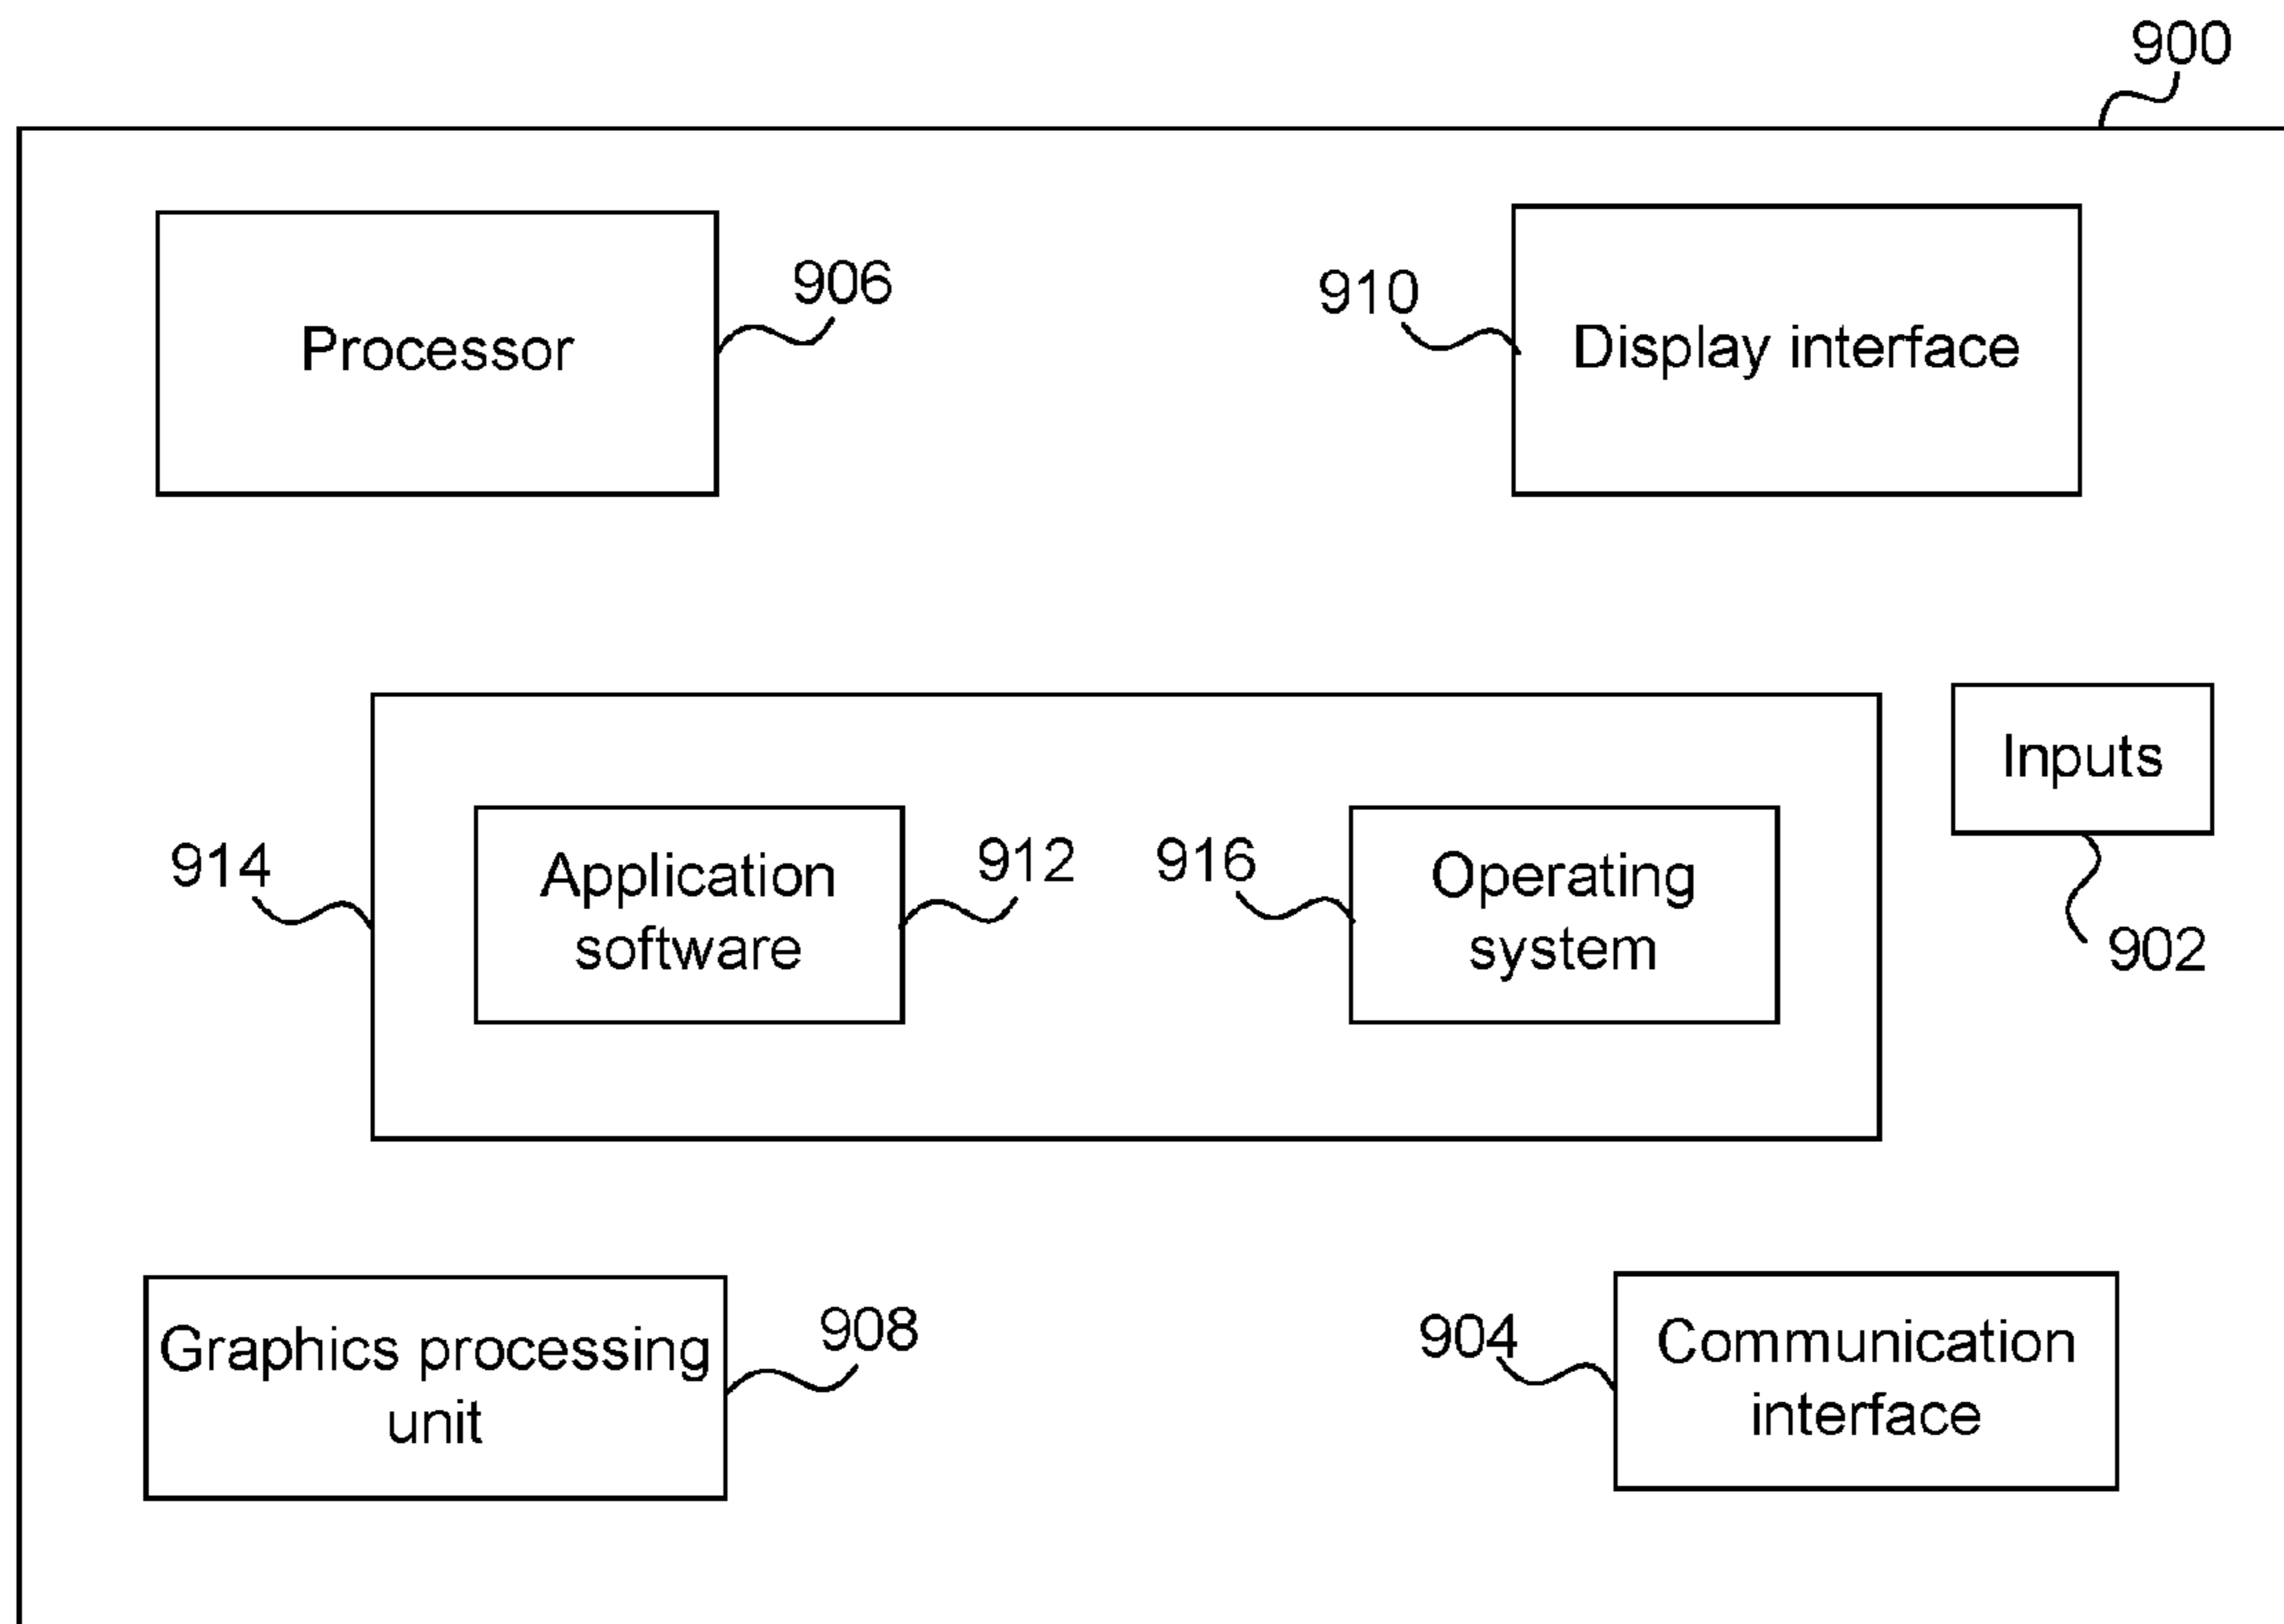 900
Processor
906
910
Display interface
Inputs
902
914
Application
software
912
916
Operating
system
Graphics processing
unit
908
904
Communication
interface